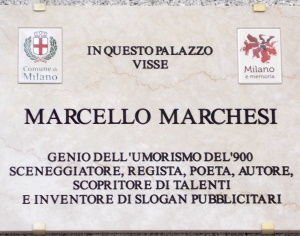 Comune di
Milano
IN QUESTO PALAZZO
VISSE
Milano
è memoria
MARCELLO MARCHESI
GENIO DELL'UMORISMO DEL'900
SCENEGGIATORE, REGISTA, POETA, AUTORE,
SCOPRITORE DI TALENTI
E INVENTORE DI SLOGAN PUBBLICITARI